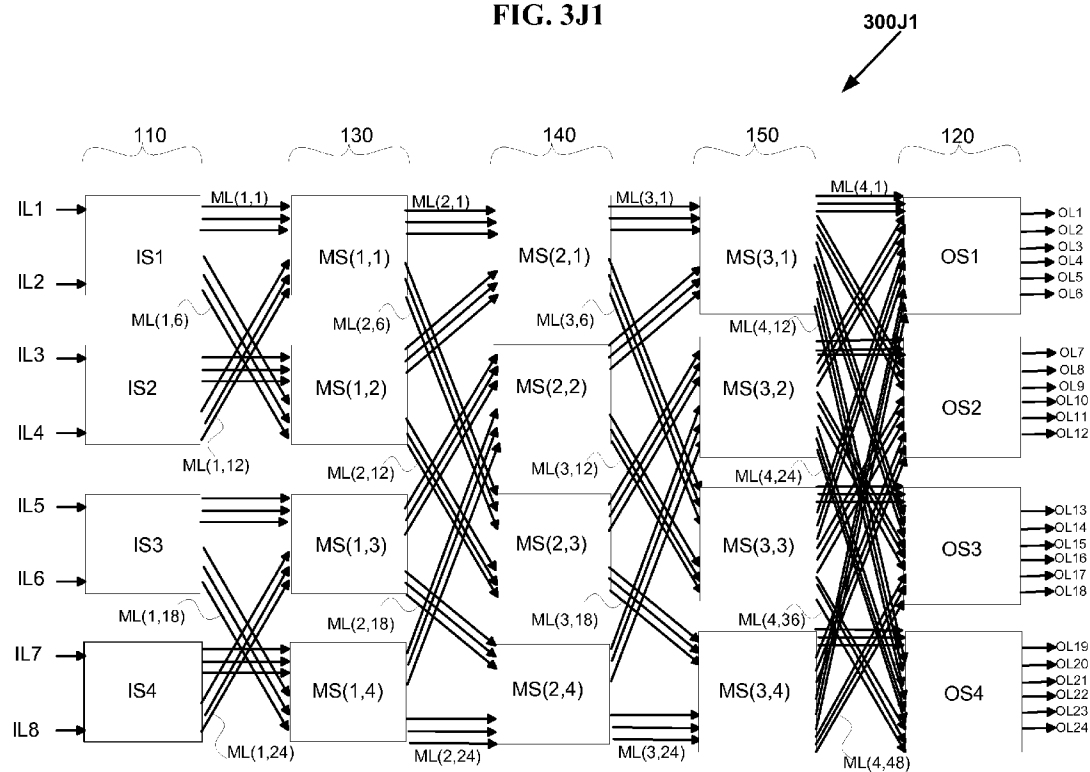 FIG. 3J1
300J1
110
130
140
150
120
ML(1,1)
ML(2,1)
ML(3,1)
ML(4,1)
IL1
IL2
IS1
MS(1,1)
MS(2,1)
MS(3,1)
OS1
OL1
OL2
OL3
OL4
OL5
OL6
ML(1,6)
ML(2,6)
ML(3,6)
ML(4,12)
IL3
IL4
IS2
MS(1,2)
MS(2,2)
MS(3,2)
OS2
OL7
OL8
OL9
OL10
OL11
OL12
ML(1,12)
ML(2,12)
ML(3,12)
ML(4,24)
IL5
IL6
IS3
MS(1,3)
MS(2,3)
MS(3,3)
OS3
OL13
OL14
OL15
OL16
OL17
OL18
ML(1,18)
ML(2,18)
ML(3,18)
ML(4,36)
IL7
IL8
IS4
MS(1,4)
MS(2,4)
MS(3,4)
OS4
OL19
OL20
OL21
OL22
OL23
OL24
ML(1,24)
ML(2,24)
ML(3,24)
ML(4,48)